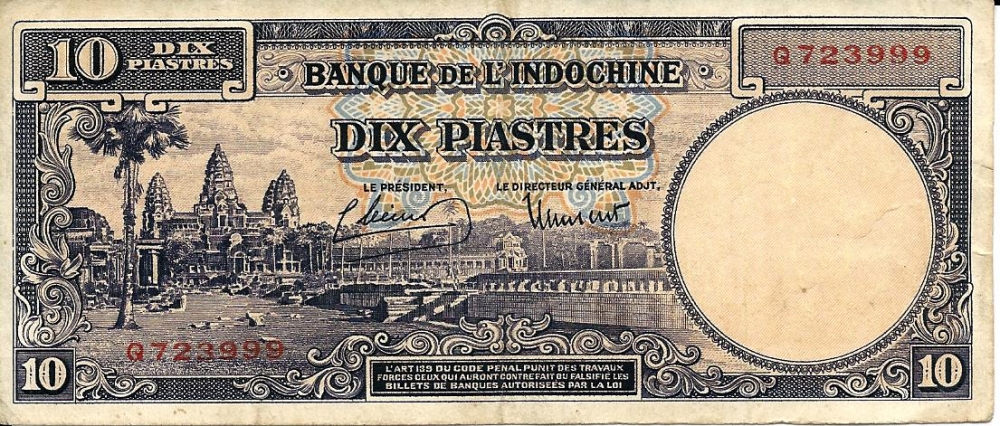 10 DIX
PIASTRES
Q723999
BANQUE DE L'INDOCHINE
DIX PIASTRES
LE PRÉSIDENT,
LE DIRECTEUR GÉNÉRAL ADJT,
Q723999
L'ART 139 DU CODE PENAL PUNIT DES TRAVAUX
FORCES CEUX QUI AURONT CONTREFAIT OU FALSIFIÉ LES
BILLETS DE BANQUES AUTORISÉES PAR LA LOI
10
10